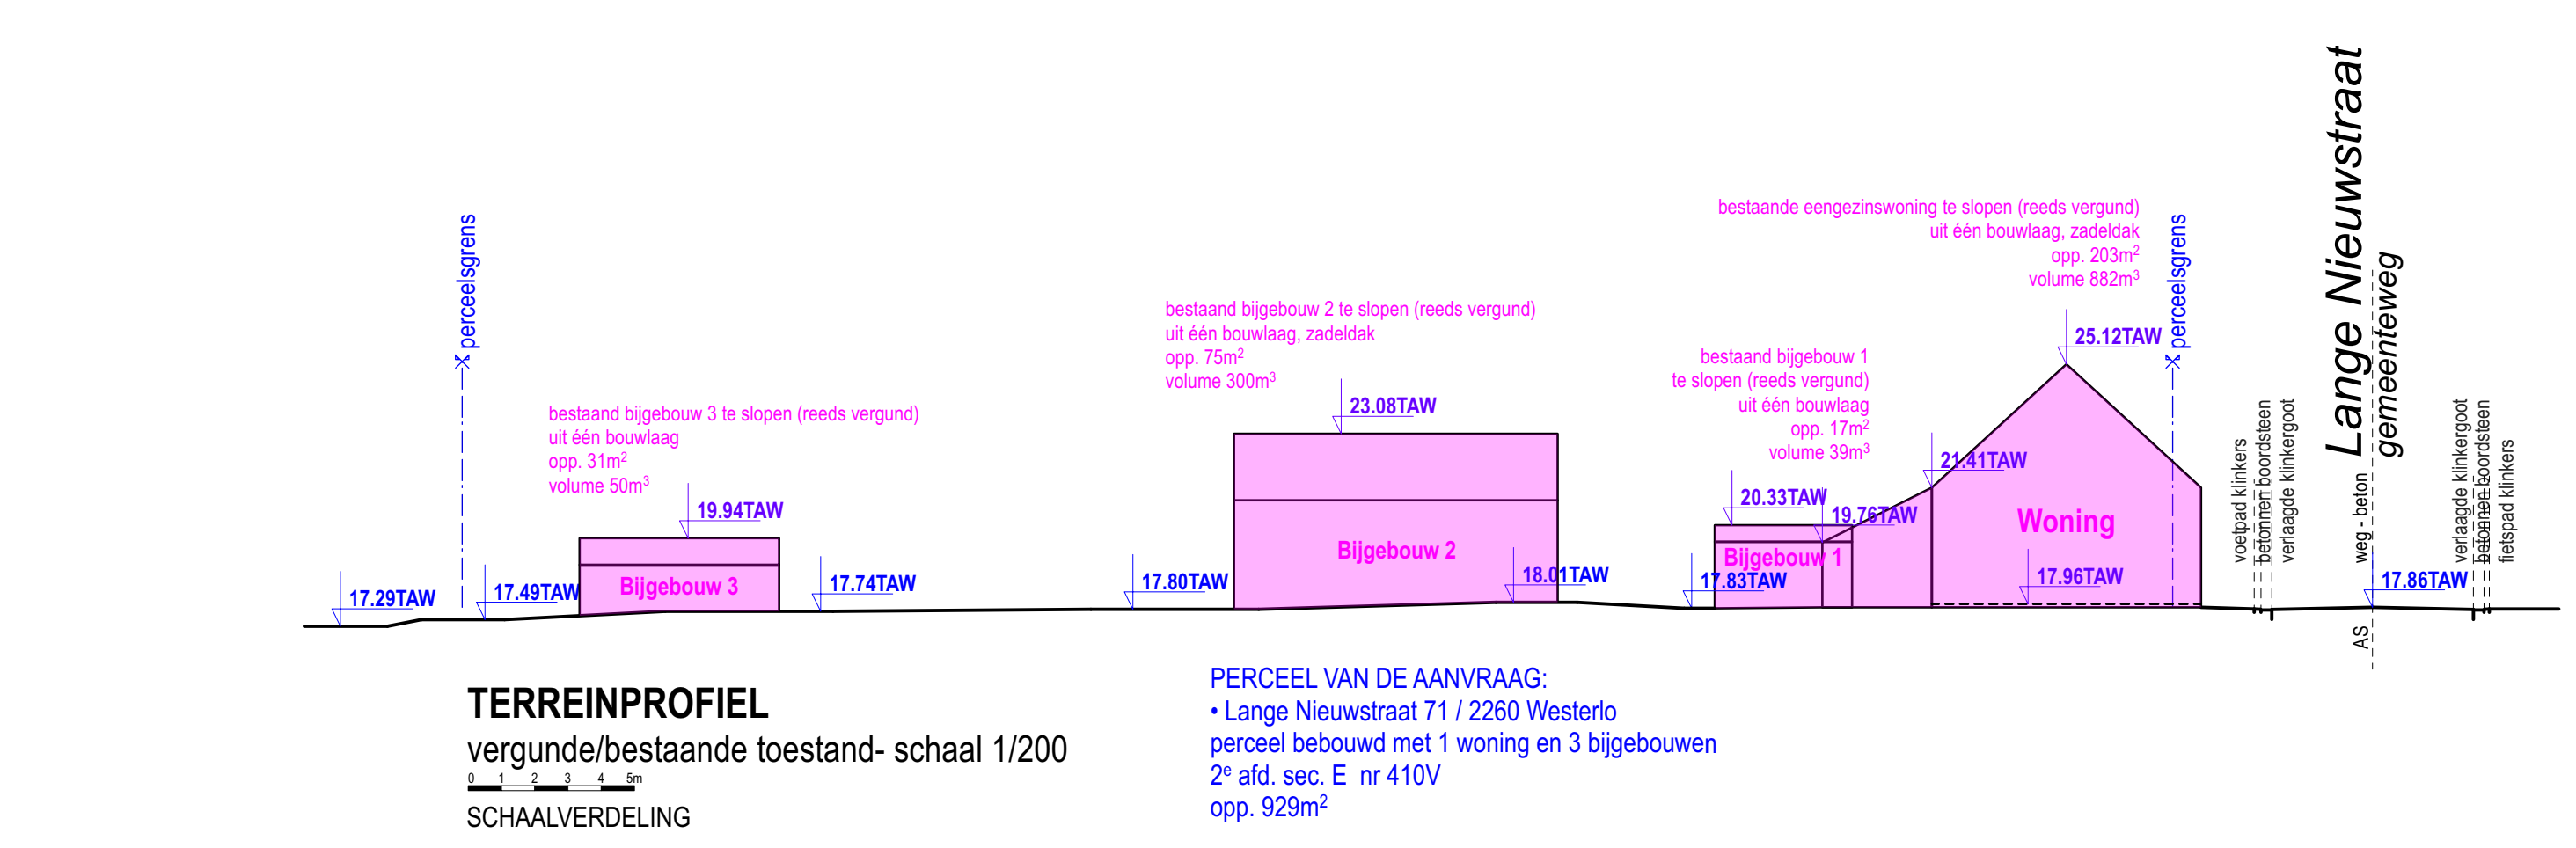 bestaand bijgebouw 3 te slopen (reeds vergund)
uit één bouwlaag
opp. 31m²
volume 50m³
bestaand bijgebouw 2 te slopen (reeds vergund)
uit één bouwlaag, zadeldak
opp. 75m²
volume 300m³
bestaand bijgebouw 1
te slopen (reeds vergund)
uit één bouwlaag
opp. 17m²
volume 39m³
bestaande eengezinswoning te slopen (reeds vergund)
uit één bouwlaag, zadeldak
opp. 203m²
volume 882m³
perceelsgrens
perceelsgrens
17.29TAW
17.49TAW
19.94TAW
Bijgebouw 3
17.74TAW
17.80TAW
23.08TAW
Bijgebouw 2
18.01TAW
17.83TAW
20.33TAW
Bijgebouw 1
19.76TAW
21.41TAW
25.12TAW
Woning
17.96TAW
voetpad klinkers
betonnen boordsteen
verlaagde klinkergoot
Lange Nieuwstraat
gemeenteweg
weg - beton
AS
17.86TAW
verlaagde klinkergoot
betonnen boordsteen
fietspad klinkers
TERREINPROFIEL
vergunde/bestaande toestand- schaal 1/200
0 1 2 3 4 5m
SCHAALVERDELING
PERCEEL VAN DE AANVRAAG:
• Lange Nieuwstraat 71 / 2260 Westerlo
perceel bebouwd met 1 woning en 3 bijgebouwen
2ᵉ afd. sec. E nr 410V
opp. 929m²